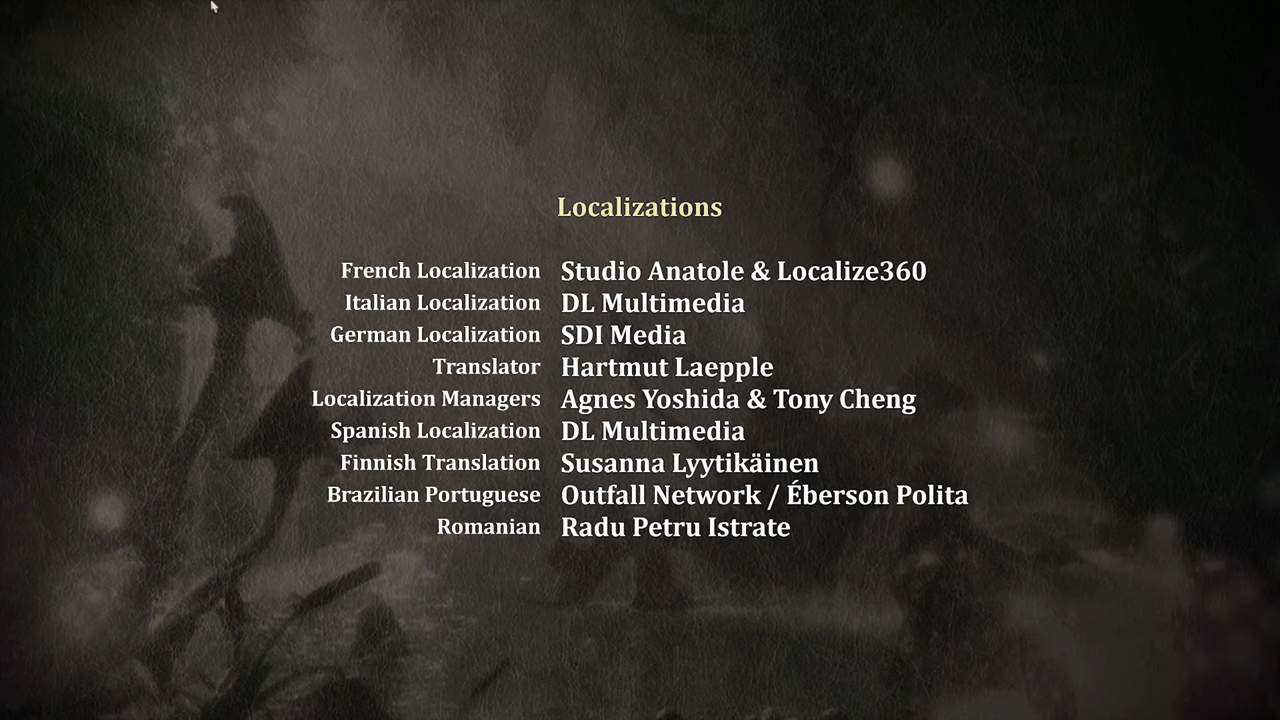 Localizations
French Localization Studio Anatole & Localize360
Italian Localization DL Multimedia
German Localization SDI Media
Translator Hartmut Laepple
Localization Managers Agnes Yoshida & Tony Cheng
Spanish Localization DL Multimedia
Finnish Translation Susanna Lyytikäinen
Brazilian Portuguese Outfall Network / Éberson Polita
Romanian Radu Petru Istrate